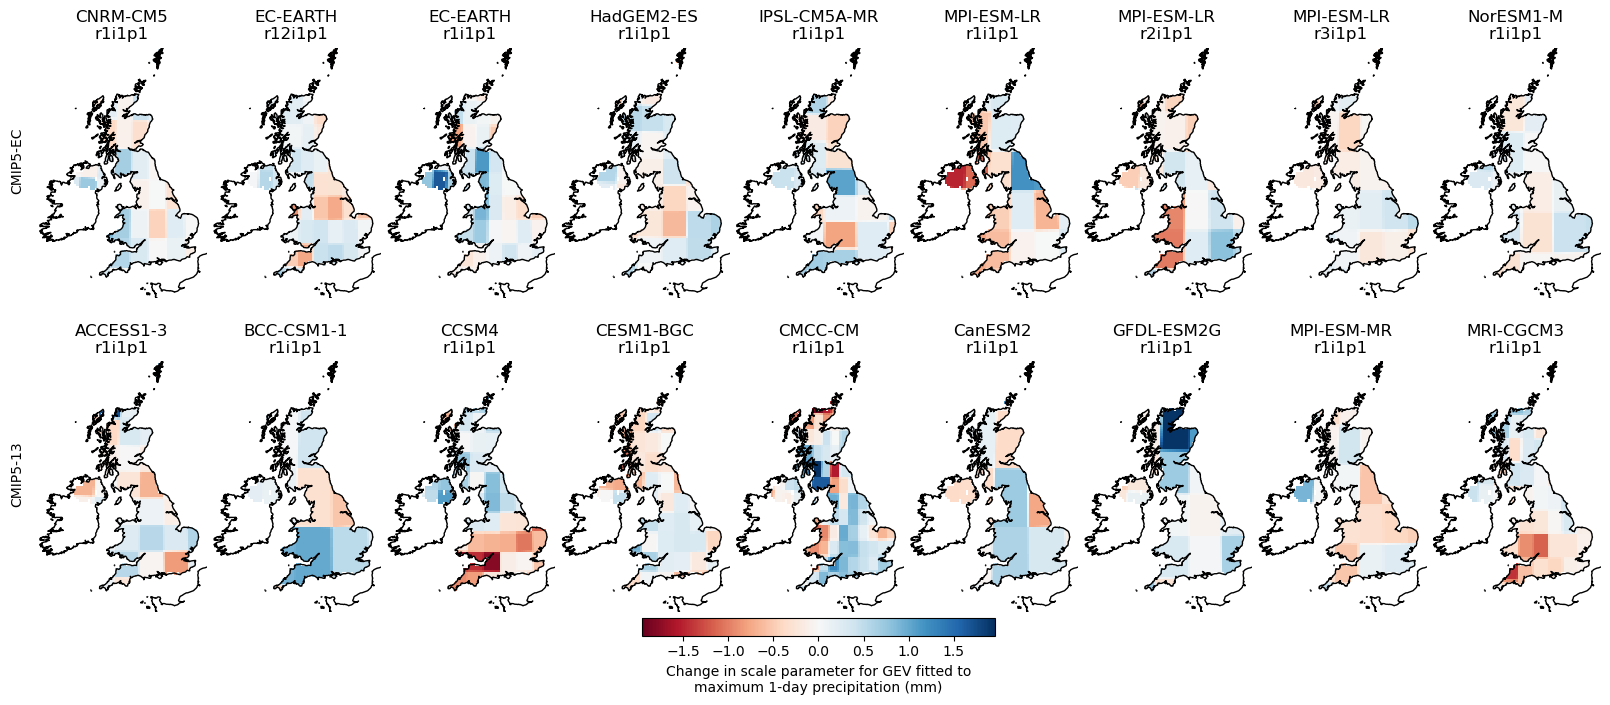 CNRM-CM5
r1i1p1
EC-EARTH
r12i1p1
EC-EARTH
r1i1p1
HadGEM2-ES
r1i1p1
IPSL-CM5A-MR
r1i1p1
MPI-ESM-LR
r1i1p1
MPI-ESM-LR
r2i1p1
MPI-ESM-LR
r3i1p1
NorESM1-M
r1i1p1
CMIP5-EC
ACCESS1-3
r1i1p1
BCC-CSM1-1
r1i1p1
CCSM4
r1i1p1
CESM1-BGC
r1i1p1
CMCC-CM
r1i1p1
CanESM2
r1i1p1
GFDL-ESM2G
r1i1p1
MPI-ESM-MR
r1i1p1
MRI-CGCM3
r1i1p1
CMIP5-13
−1.5 −1.0 −0.5 0.0 0.5 1.0 1.5
Change in scale parameter for GEV fitted to
maximum 1-day precipitation (mm)